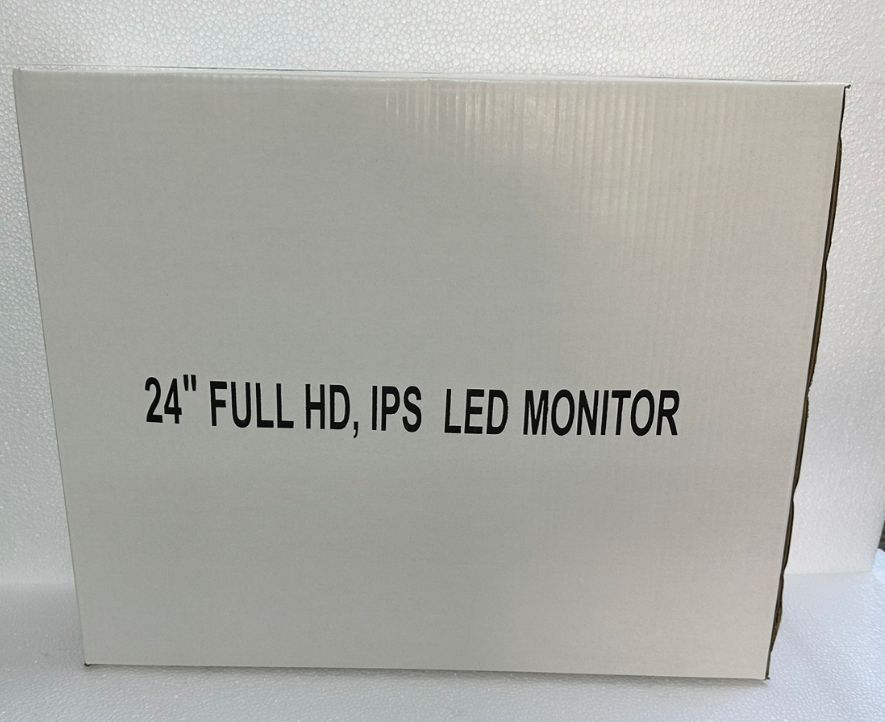 24" FULL HD, IPS LED MONITOR